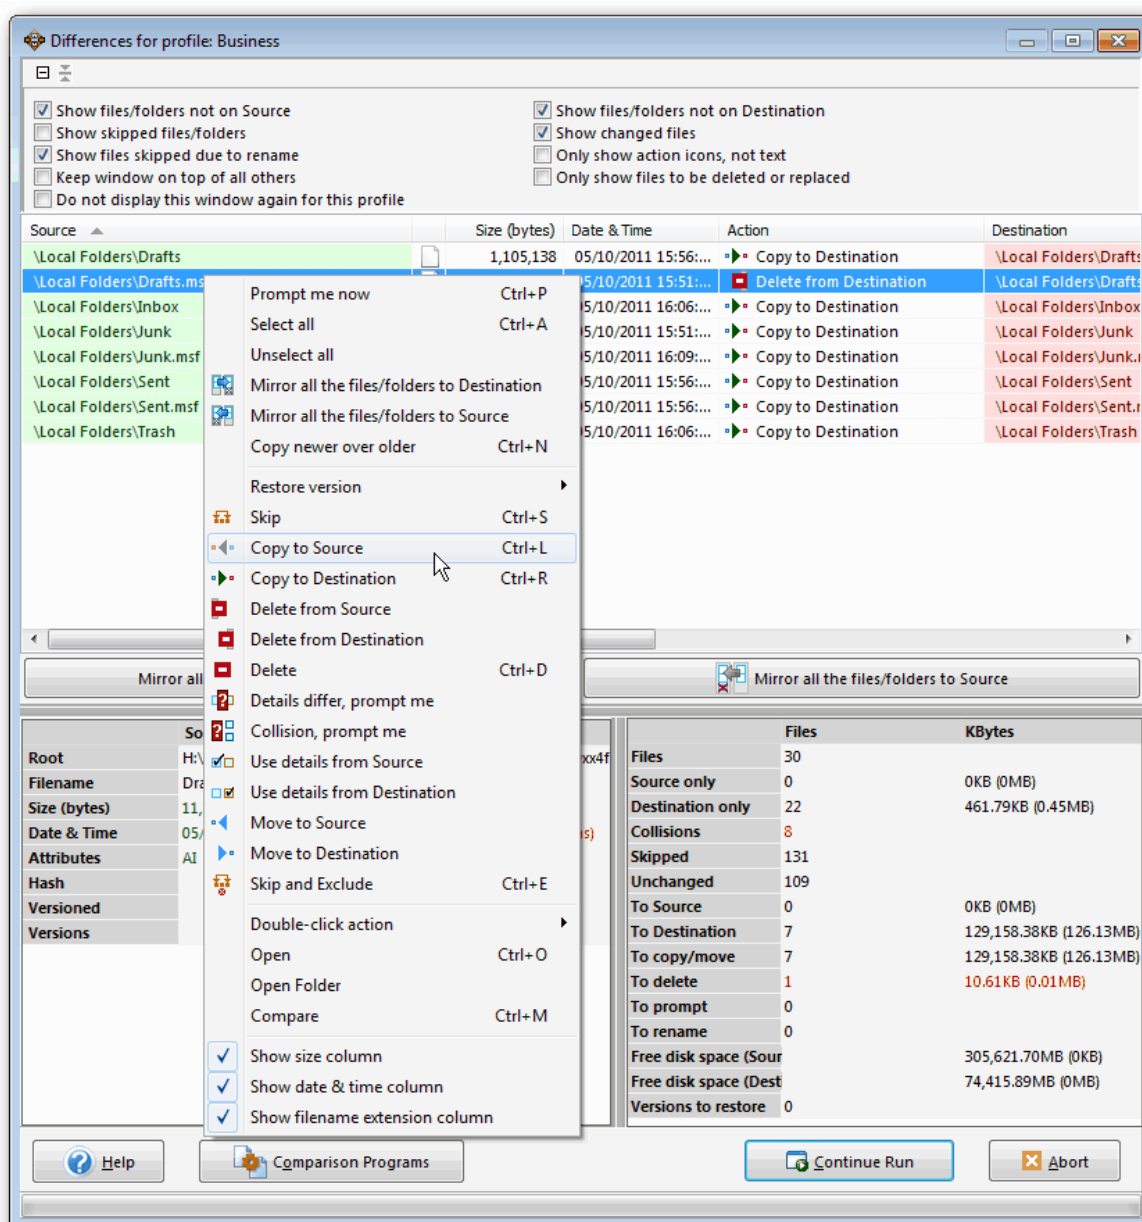 Differences for profile: Business
Show files/folders not on Source
Show files/folders not on Destination
Show skipped files/folders
Show changed files
Show files skipped due to rename
Only show action icons, not text
Keep window on top of all others
Only show files to be deleted or replaced
Do not display this window again for this profile
Source Size (bytes) Date & Time Action Destination
\Local Folders\Drafts 1,105,138 05/10/2011 15:56:... Copy to Destination \Local Folders\Drafts
\Local Folders\Drafts.ms 05/10/2011 15:51:... Delete from Destination \Local Folders\Drafts
\Local Folders\Inbox 05/10/2011 16:06:... Copy to Destination \Local Folders\Inbox
\Local Folders\Junk 05/10/2011 15:51:... Copy to Destination \Local Folders\Junk
\Local Folders\Junk.msf 05/10/2011 16:09:... Copy to Destination \Local Folders\Junk.
\Local Folders\Sent 05/10/2011 15:56:... Copy to Destination \Local Folders\Sent
\Local Folders\Sent.msf 05/10/2011 15:56:... Copy to Destination \Local Folders\Sent.
\Local Folders\Trash 05/10/2011 16:06:... Copy to Destination \Local Folders\Trash
Prompt me now Ctrl+P
Select all Ctrl+A
Unselect all
Mirror all the files/folders to Destination
Mirror all the files/folders to Source
Copy newer over older Ctrl+N
Restore version
Skip Ctrl+S
Copy to Source Ctrl+L
Copy to Destination Ctrl+R
Delete from Source
Delete from Destination
Delete Ctrl+D
Details differ, prompt me
Collision, prompt me
Use details from Source
Use details from Destination
Move to Source
Move to Destination
Skip and Exclude Ctrl+E
Double-click action
Open Ctrl+O
Open Folder
Compare Ctrl+M
Show size column
Show date & time column
Show filename extension column
Mirror all
Mirror all the files/folders to Source
So
Root H:\ xx4f
Filename Dra
Size (bytes) 11,
Date & Time 05/ s)
Attributes AI
Hash
Versioned
Versions
Files KBytes
Files 30
Source only 0 0KB (0MB)
Destination only 22 461.79KB (0.45MB)
Collisions 8
Skipped 131
Unchanged 109
To Source 0 0KB (0MB)
To Destination 7 129,158.38KB (126.13MB)
To copy/move 7 129,158.38KB (126.13MB)
To delete 1 10.61KB (0.01MB)
To prompt 0
To rename 0
Free disk space (Sour 305,621.70MB (0KB)
Free disk space (Desti 74,415.89MB (0MB)
Versions to restore 0
Help
Comparison Programs
Continue Run
Abort